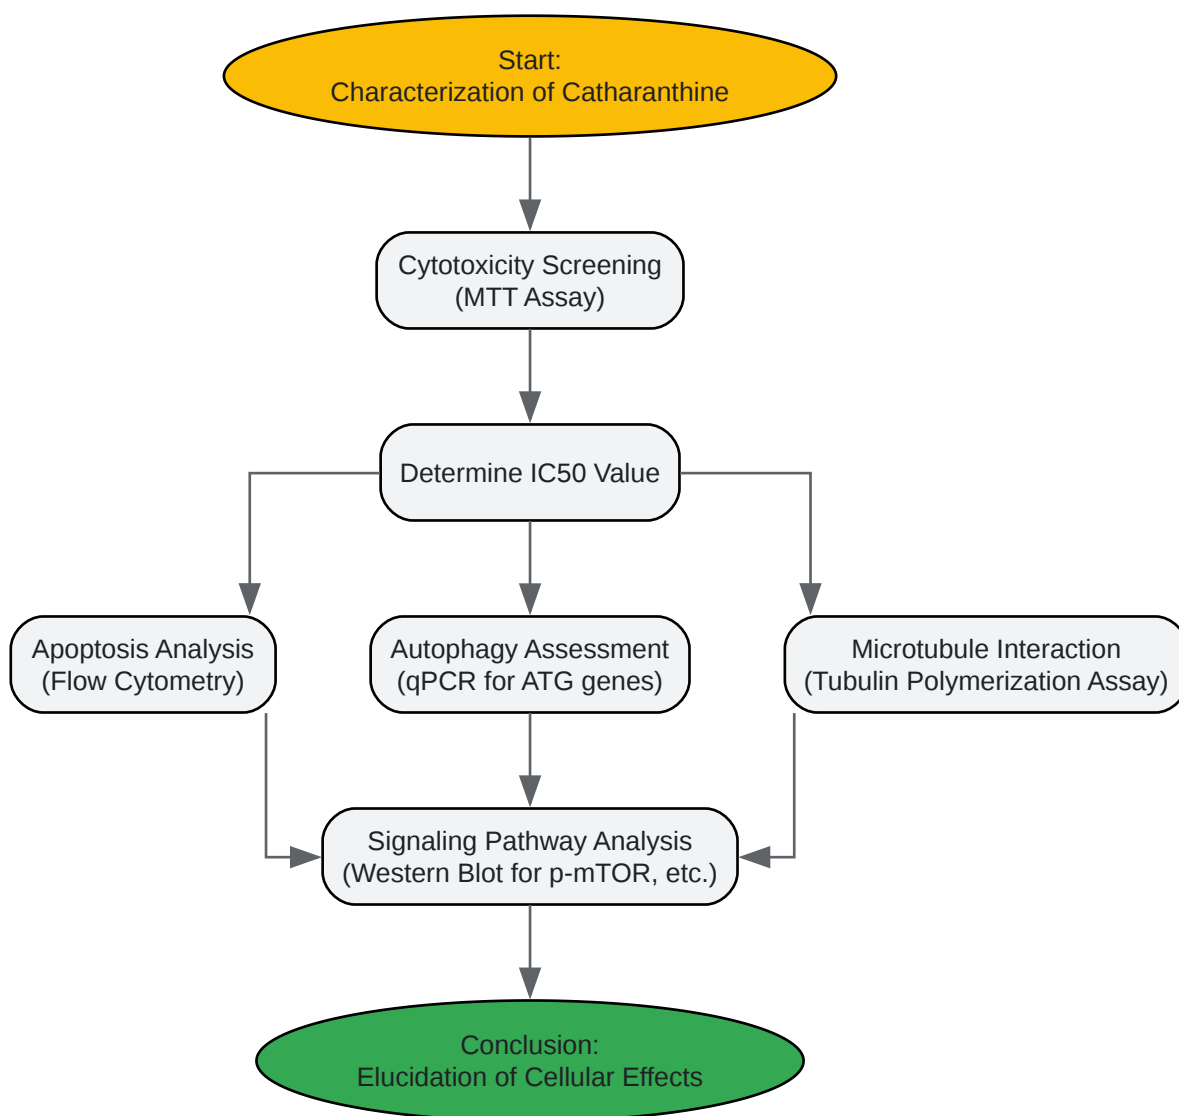 Start:
Characterization of Catharanthine
Cytotoxicity Screening
(MTT Assay)
Determine IC50 Value
Apoptosis Analysis
(Flow Cytometry)
Autophagy Assessment
(qPCR for ATG genes)
Microtubule Interaction
(Tubulin Polymerization Assay)
Signaling Pathway Analysis
(Western Blot for p-mTOR, etc.)
Conclusion:
Elucidation of Cellular Effects